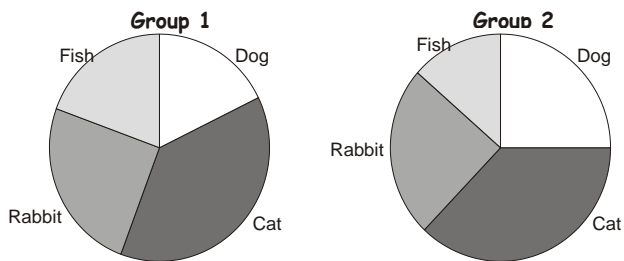 Group 1
Fish
Dog
Rabbit
Cat
Group 2
Fish
Dog
Rabbit
Cat